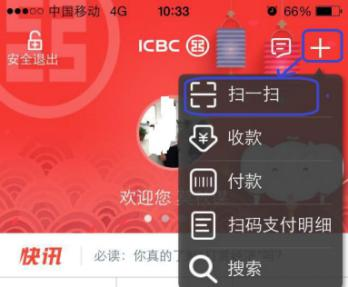 中国移动 4G 10:33 66%
安全退出
ICBC
扫一扫
收款
付款
欢迎您
扫码支付明细
快讯 必读：你真的了
搜索